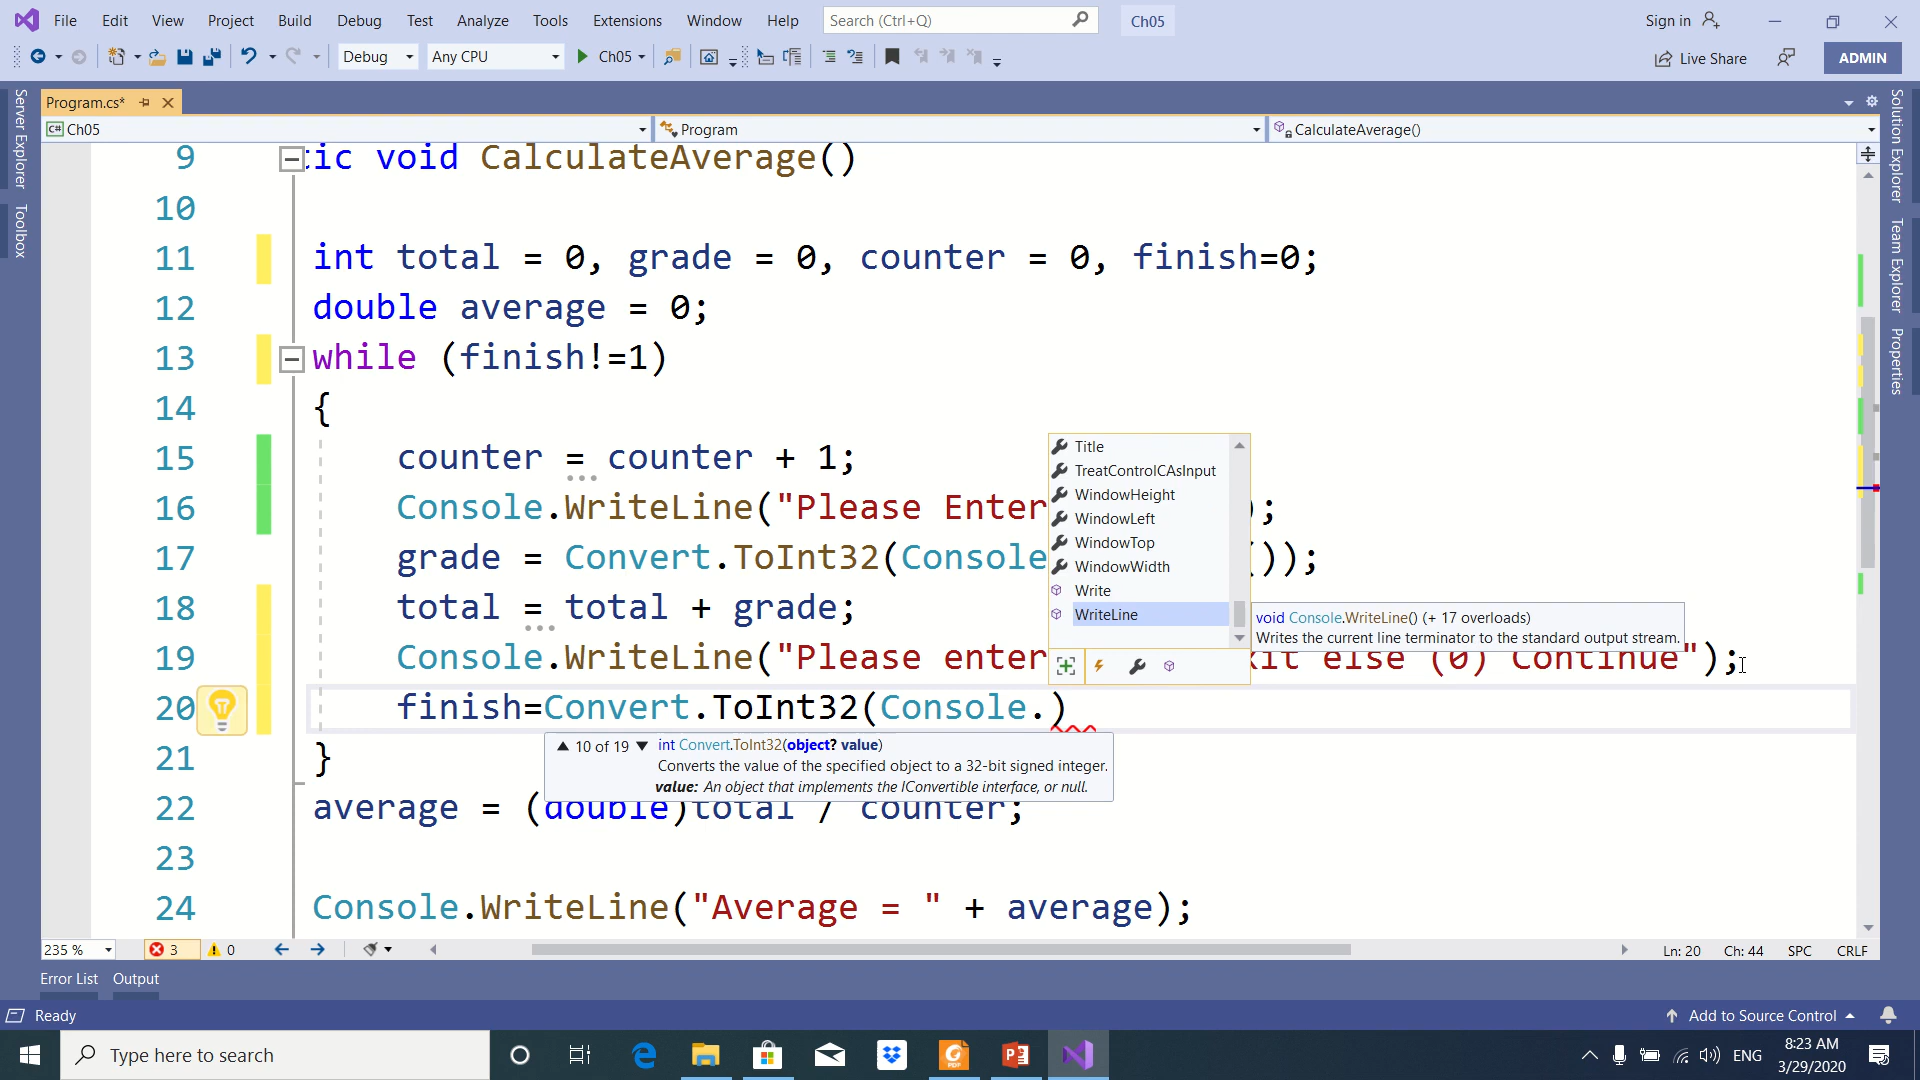 File Edit View Project Build Debug Test Analyze Tools Extensions Window Help Search (Ctrl+Q) Ch05 Sign in
Debug Any CPU Ch05 Live Share ADMIN
Server Explorer
Toolbox
Program.cs*
C# Ch05 Program CalculateAverage()
9 tic void CalculateAverage()
10
11 int total = 0, grade = 0, counter = 0, finish=0;
12 double average = 0;
13 while (finish!=1)
14 {
15 counter = counter + 1;
16 Console.WriteLine("Please Enter );
17 grade = Convert.ToInt32(Console. ());
18 total = total + grade;
19 Console.WriteLine("Please enter xit else (0) Continue");
20 finish=Convert.ToInt32(Console.)
21 }
22 average = (double)total / counter;
23
24 Console.WriteLine("Average = " + average);
Title
TreatControlCAsInput
WindowHeight
WindowLeft
WindowTop
WindowWidth
Write
WriteLine
void Console.WriteLine() (+ 17 overloads)
Writes the current line terminator to the standard output stream.
10 of 19 int Convert.ToInt32(object? value)
Converts the value of the specified object to a 32-bit signed integer.
value: An object that implements the IConvertible interface, or null.
Solution Explorer
Team Explorer
Properties
235 % 3 0 Ln: 20 Ch: 44 SPC CRLF
Error List Output
Ready Add to Source Control
Type here to search ENG 8:23 AM
3/29/2020